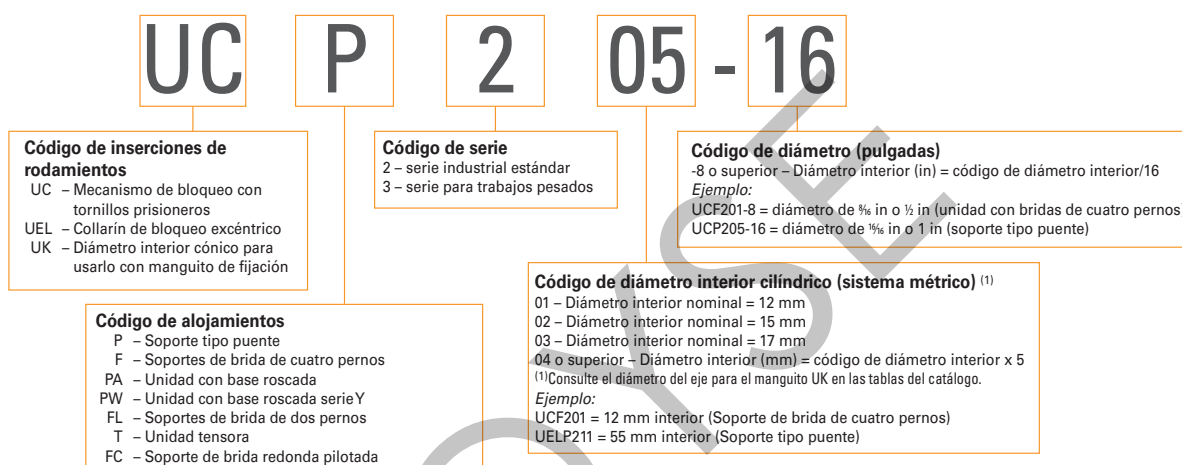 UC P 2 05 - 16
Código de inserciones de
rodamientos
UC – Mecanismo de bloqueo con
tornillos prisioneros
UEL – Collarín de bloqueo excéntrico
UK – Diámetro interior cónico para
usarlo con manguito de fijación
Código de serie
2 – serie industrial estándar
3 – serie para trabajos pesados
Código de diámetro (pulgadas)
-8 o superior – Diámetro interior (in) = código de diámetro interior/16
Ejemplo:
UCF201-8 = diámetro de 8⁄16 in o ½ in (unidad con bridas de cuatro pernos)
UCP205-16 = diámetro de 16⁄16 in o 1 in (soporte tipo puente)
Código de alojamientos
P – Soporte tipo puente
F – Soportes de brida de cuatro pernos
PA – Unidad con base roscada
PW – Unidad con base roscada serie Y
FL – Soportes de brida de dos pernos
T – Unidad tensora
FC – Soporte de brida redonda pilotada
Código de diámetro interior cilíndrico (sistema métrico) (1)
01 – Diámetro interior nominal = 12 mm
02 – Diámetro interior nominal = 15 mm
03 – Diámetro interior nominal = 17 mm
04 o superior – Diámetro interior (mm) = código de diámetro interior x 5
(1)Consulte el diámetro del eje para el manguito UK en las tablas del catálogo.
Ejemplo:
UCF201 = 12 mm interior (Soporte de brida de cuatro pernos)
UELP211 = 55 mm interior (Soporte tipo puente)